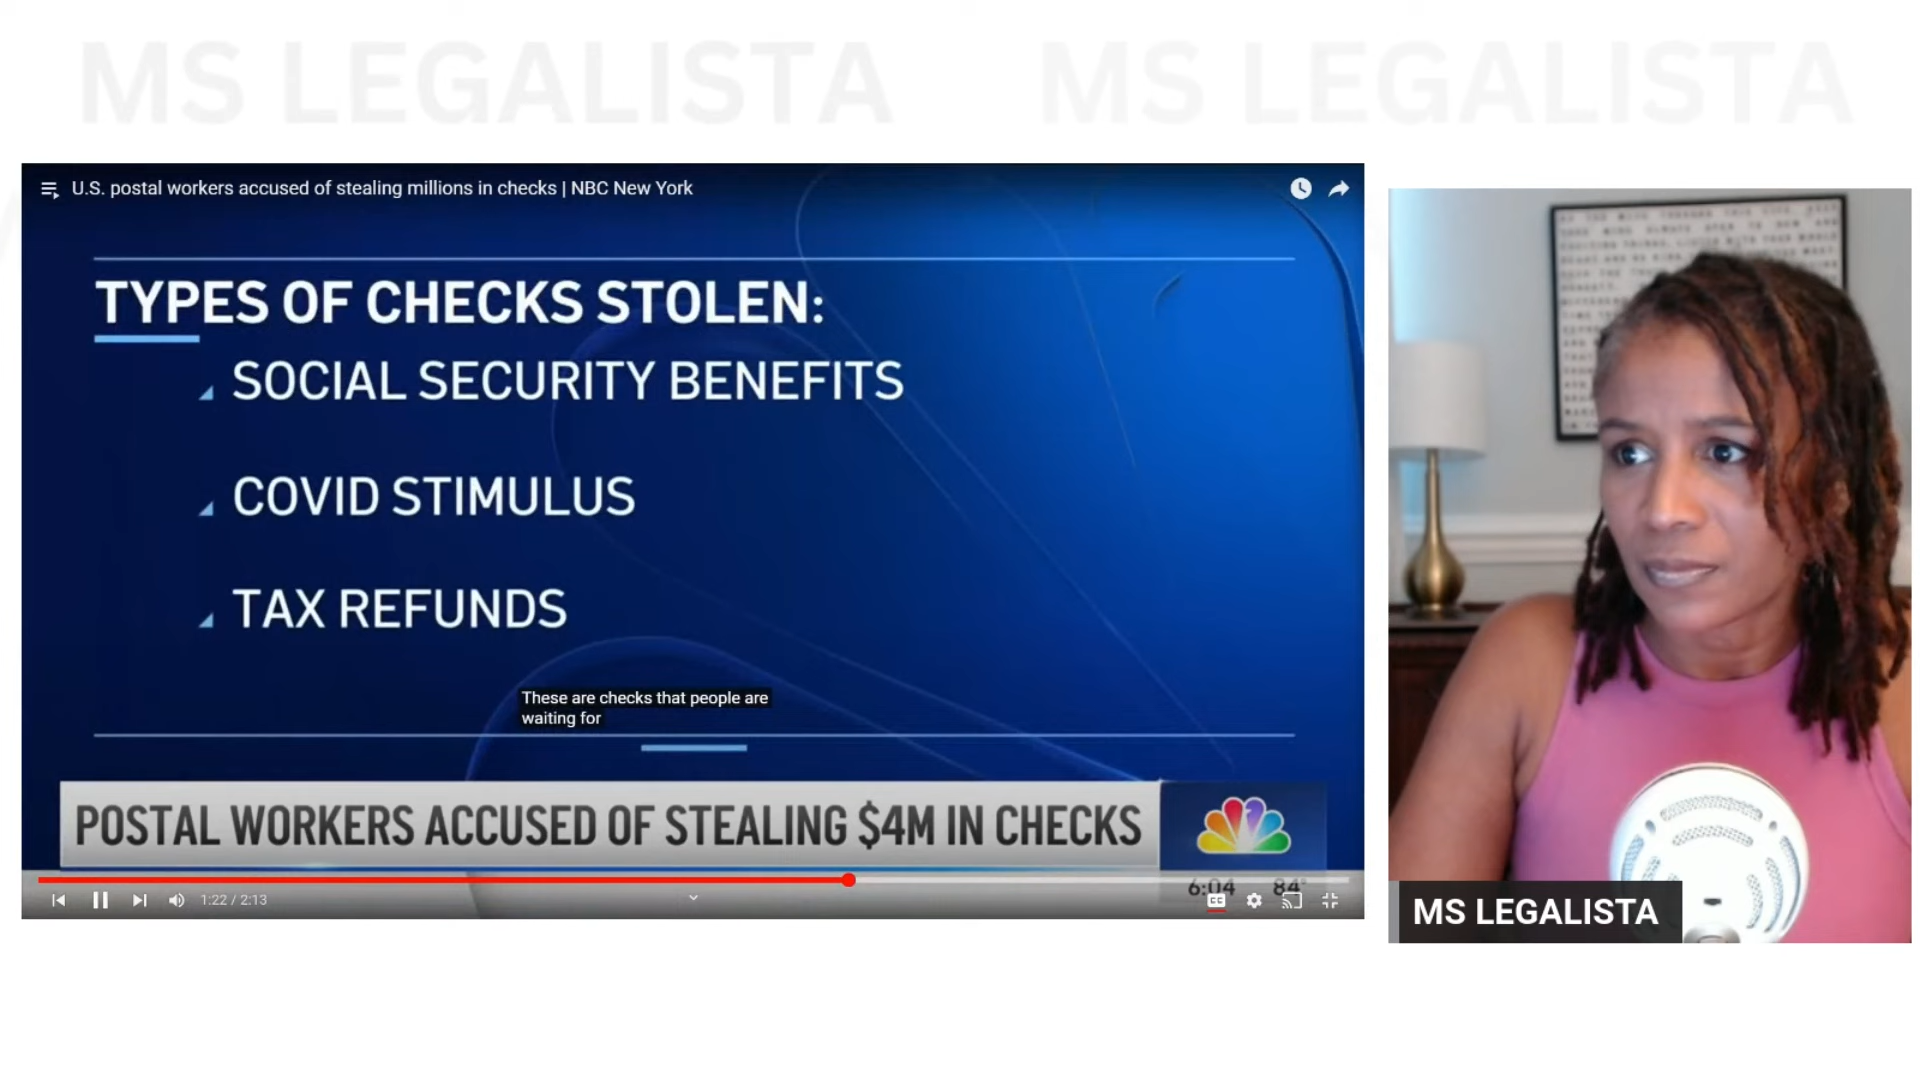 MS LEGALISTA MS LEGALISTA
U.S. postal workers accused of stealing millions in checks | NBC New York
TYPES OF CHECKS STOLEN:
SOCIAL SECURITY BENEFITS
COVID STIMULUS
TAX REFUNDS
These are checks that people are
waiting for
POSTAL WORKERS ACCUSED OF STEALING $4M IN CHECKS
6:04 84°
1:22 / 2:13
CC
MS LEGALISTA